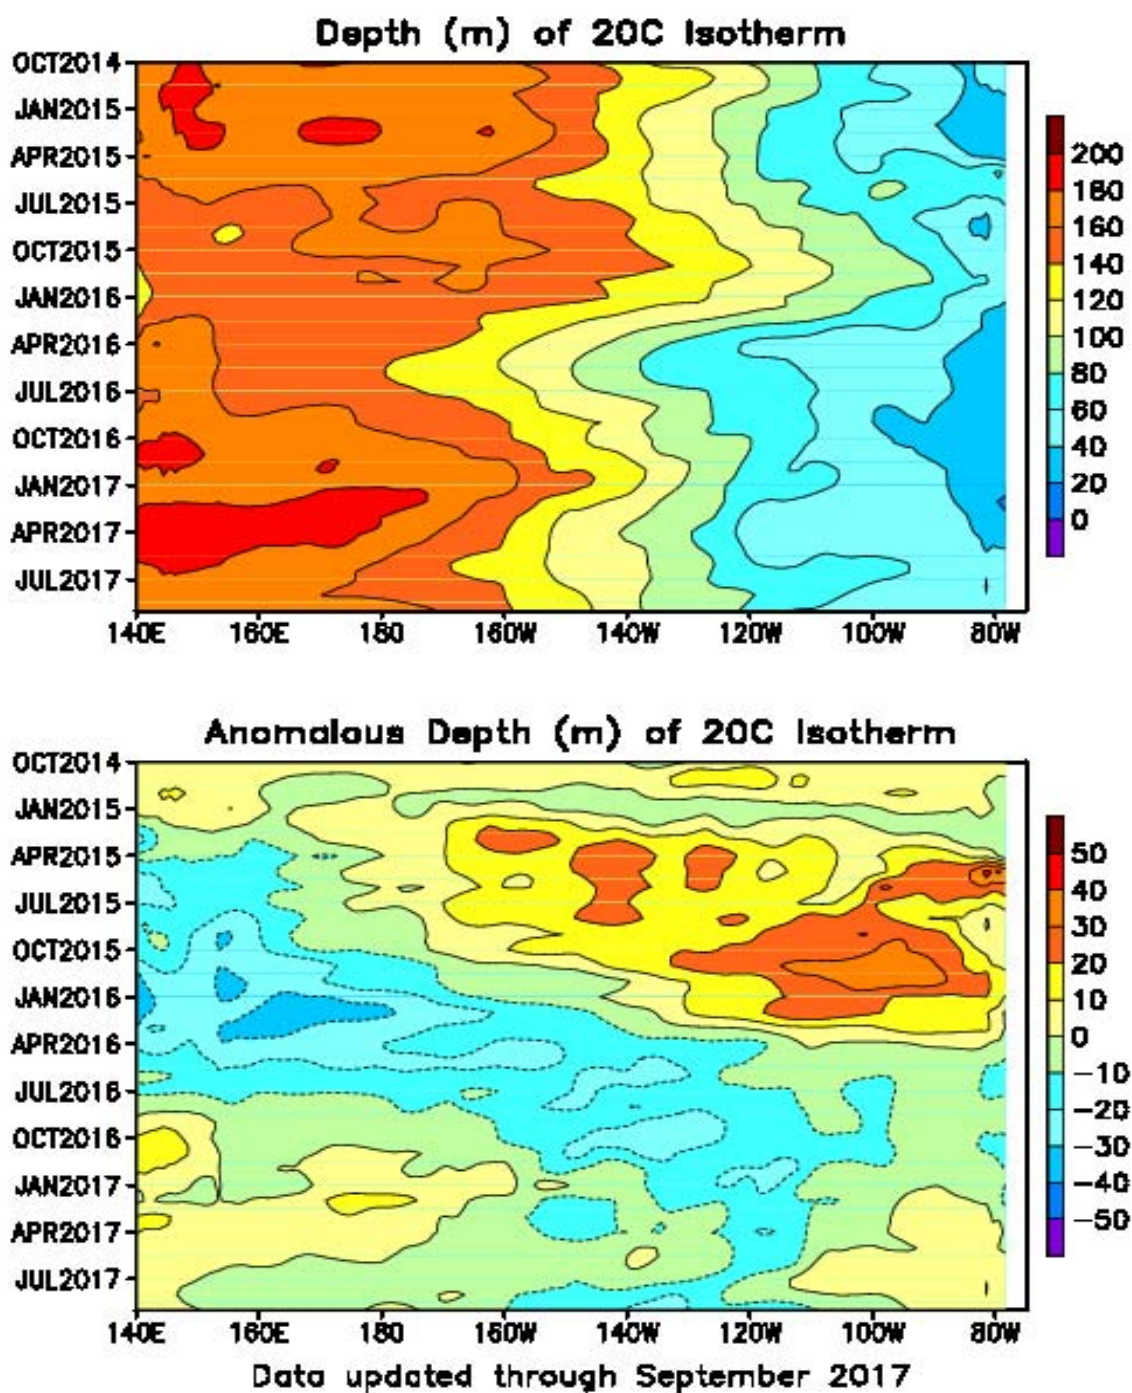 Depth (m) of 20C Isotherm
OCT2014
JAN2015
APR2015
JUL2015
OCT2015
JAN2016
APR2016
JUL2016
OCT2016
JAN2017
APR2017
JUL2017
140E 160E 180 160W 140W 120W 100W 80W
200
180
160
140
120
100
80
60
40
20
0
Anomalous Depth (m) of 20C Isotherm
OCT2014
JAN2015
APR2015
JUL2015
OCT2015
JAN2016
APR2016
JUL2016
OCT2016
JAN2017
APR2017
JUL2017
140E 160E 180 160W 140W 120W 100W 80W
50
40
30
20
10
0
-10
-20
-30
-40
-50
Data updated through September 2017